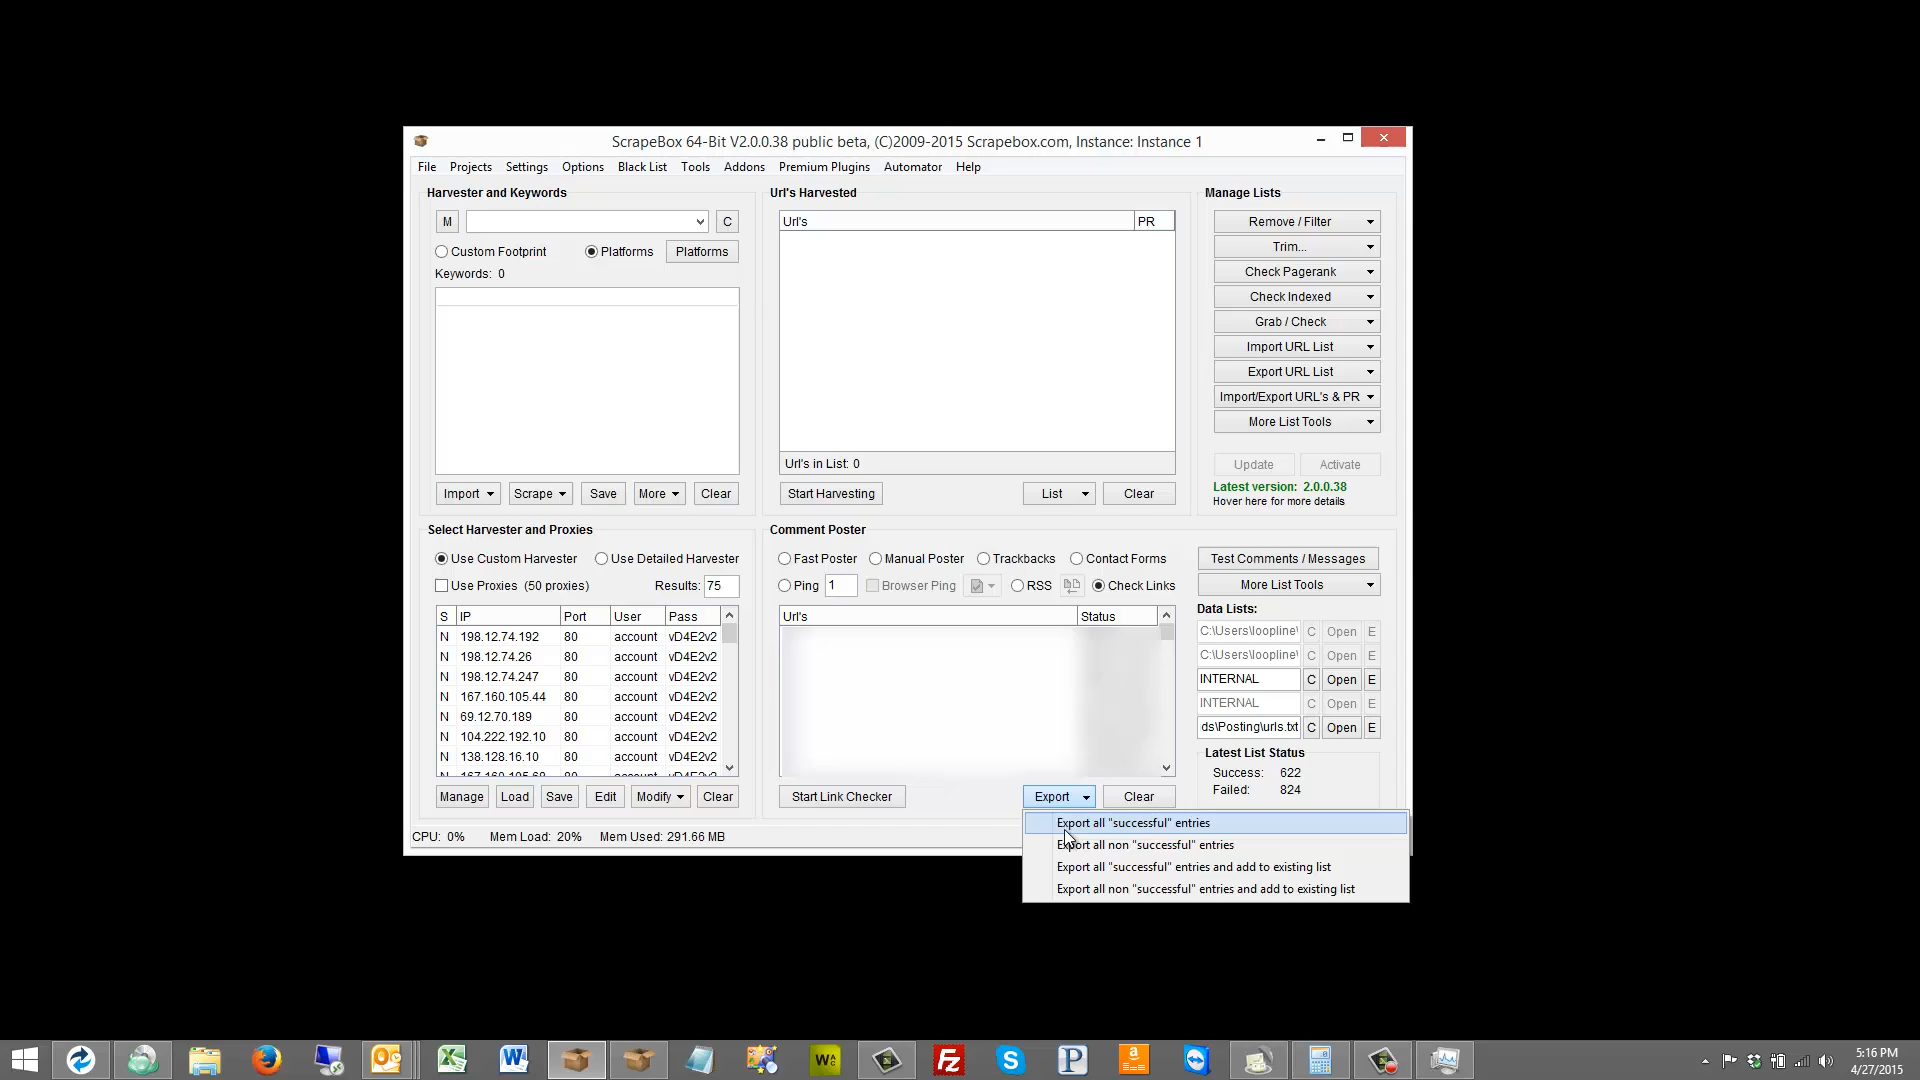 ScrapeBox 64-Bit V2.0.0.38 public beta, (C)2009-2015 Scrapebox.com, Instance: Instance 1
File Projects Settings Options Black List Tools Addons Premium Plugins Automator Help
Harvester and Keywords
M
C
Custom Footprint
Platforms
Platforms
Keywords: 0
Import
Scrape
Save
More
Clear
Url's Harvested
Url's PR
Url's in List: 0
Start Harvesting
List
Clear
Manage Lists
Remove / Filter
Trim...
Check Pagerank
Check Indexed
Grab / Check
Import URL List
Export URL List
Import/Export URL's & PR
More List Tools
Update
Activate
Latest version: 2.0.0.38
Hover here for more details
Select Harvester and Proxies
Use Custom Harvester
Use Detailed Harvester
Use Proxies (50 proxies)
Results: 75
S IP Port User Pass
N 198.12.74.192 80 account vD4E2v2
N 198.12.74.26 80 account vD4E2v2
N 198.12.74.247 80 account vD4E2v2
N 167.160.105.44 80 account vD4E2v2
N 69.12.70.189 80 account vD4E2v2
N 104.222.192.10 80 account vD4E2v2
N 138.128.16.10 80 account vD4E2v2
Manage
Load
Save
Edit
Modify
Clear
Comment Poster
Fast Poster
Manual Poster
Trackbacks
Contact Forms
Ping 1
Browser Ping
RSS
Check Links
Url's Status
Start Link Checker
Export
Clear
Export all "successful" entries
Export all non "successful" entries
Export all "successful" entries and add to existing list
Export all non "successful" entries and add to existing list
Test Comments / Messages
More List Tools
Data Lists:
C:\Users\loopline\ C Open E
C:\Users\loopline\ C Open E
INTERNAL C Open E
INTERNAL C Open E
ds\Posting\urls.txt C Open E
Latest List Status
Success: 622
Failed: 824
CPU: 0% Mem Load: 20% Mem Used: 291.66 MB
5:16 PM
4/27/2015